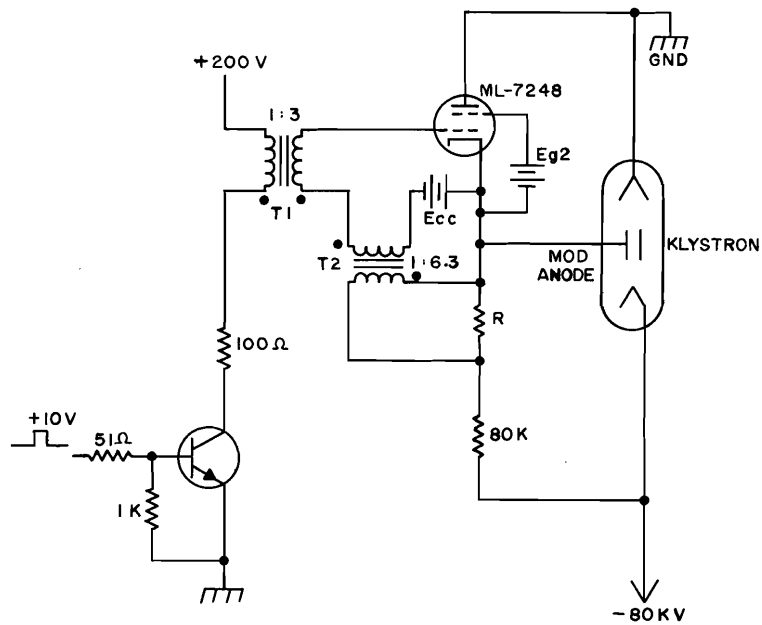 +200 V
1:3
T1
ML-7248
GND
Eg2
Ecc
T2
1:6.3
MOD
ANODE
KLYSTRON
R
100Ω
80K
+10V
51Ω
1K
-80KV